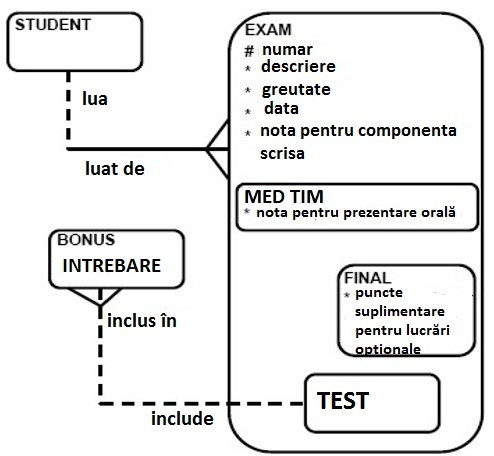 STUDENT
lua
luat de
EXAM
# numar
* descriere
* greutate
* data
* nota pentru componenta
scrisa
MED TIM
* nota pentru prezentare orală
BONUS
INTREBARE
inclus în
include
FINAL
* puncte
suplimentare
pentru lucrări
optionale
TEST